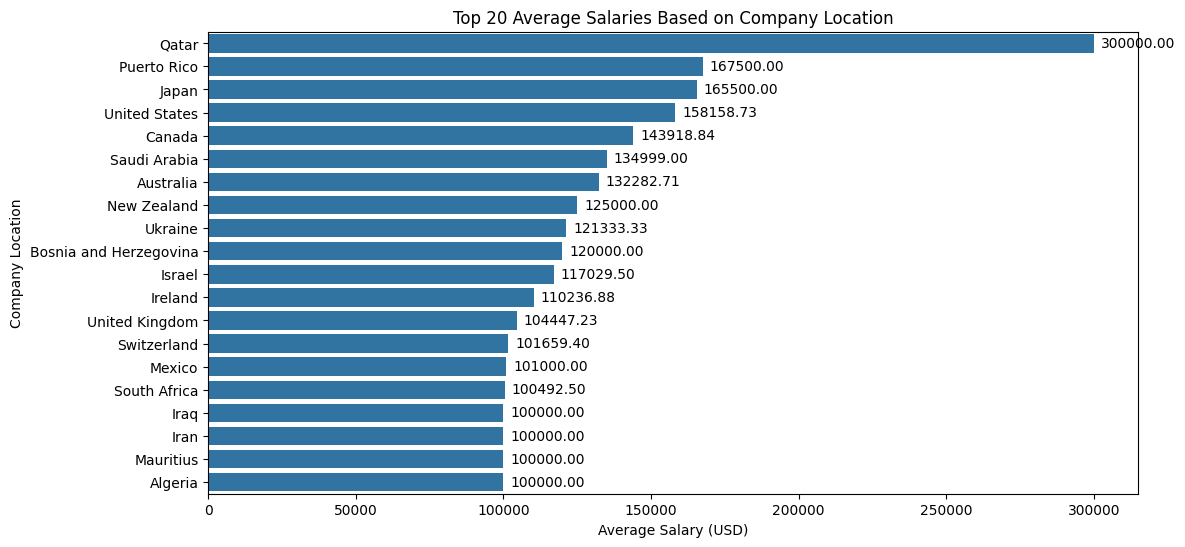 Top 20 Average Salaries Based on Company Location
Company Location
Qatar 300000.00
Puerto Rico 167500.00
Japan 165500.00
United States 158158.73
Canada 143918.84
Saudi Arabia 134999.00
Australia 132282.71
New Zealand 125000.00
Ukraine 121333.33
Bosnia and Herzegovina 120000.00
Israel 117029.50
Ireland 110236.88
United Kingdom 104447.23
Switzerland 101659.40
Mexico 101000.00
South Africa 100492.50
Iraq 100000.00
Iran 100000.00
Mauritius 100000.00
Algeria 100000.00
0 50000 100000 150000 200000 250000 300000
Average Salary (USD)